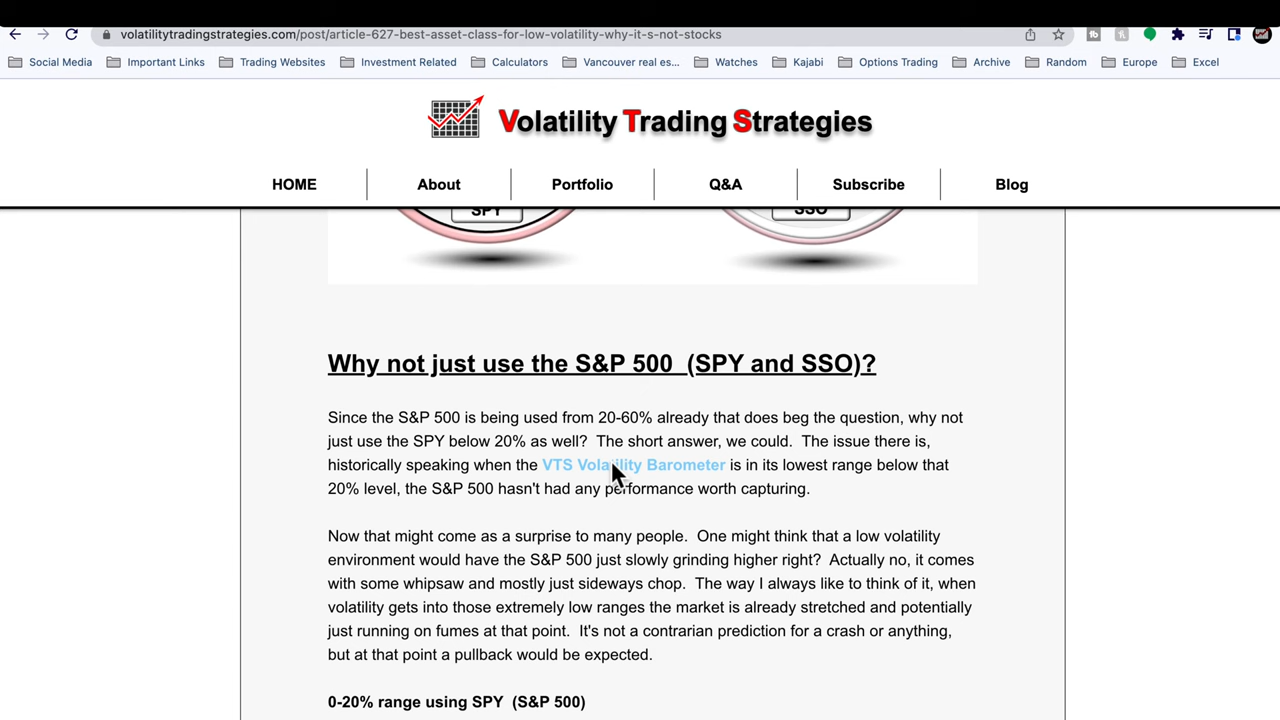 volatilitytradingstrategies.com/post/article-627-best-asset-class-for-low-volatility-why-it-s-not-stocks
Social Media Important Links Trading Websites Investment Related Calculators Vancouver real es... Watches Kajabi Options Trading Archive Random Europe Excel
Volatility Trading Strategies
HOME About Portfolio Q&A Subscribe Blog
SPY SSO
Why not just use the S&P 500 (SPY and SSO)?
Since the S&P 500 is being used from 20-60% already that does beg the question, why not
just use the SPY below 20% as well? The short answer, we could. The issue there is,
historically speaking when the VTS Volatility Barometer is in its lowest range below that
20% level, the S&P 500 hasn't had any performance worth capturing.
Now that might come as a surprise to many people. One might think that a low volatility
environment would have the S&P 500 just slowly grinding higher right? Actually no, it comes
with some whipsaw and mostly just sideways chop. The way I always like to think of it, when
volatility gets into those extremely low ranges the market is already stretched and potentially
just running on fumes at that point. It's not a contrarian prediction for a crash or anything,
but at that point a pullback would be expected.
0-20% range using SPY (S&P 500)